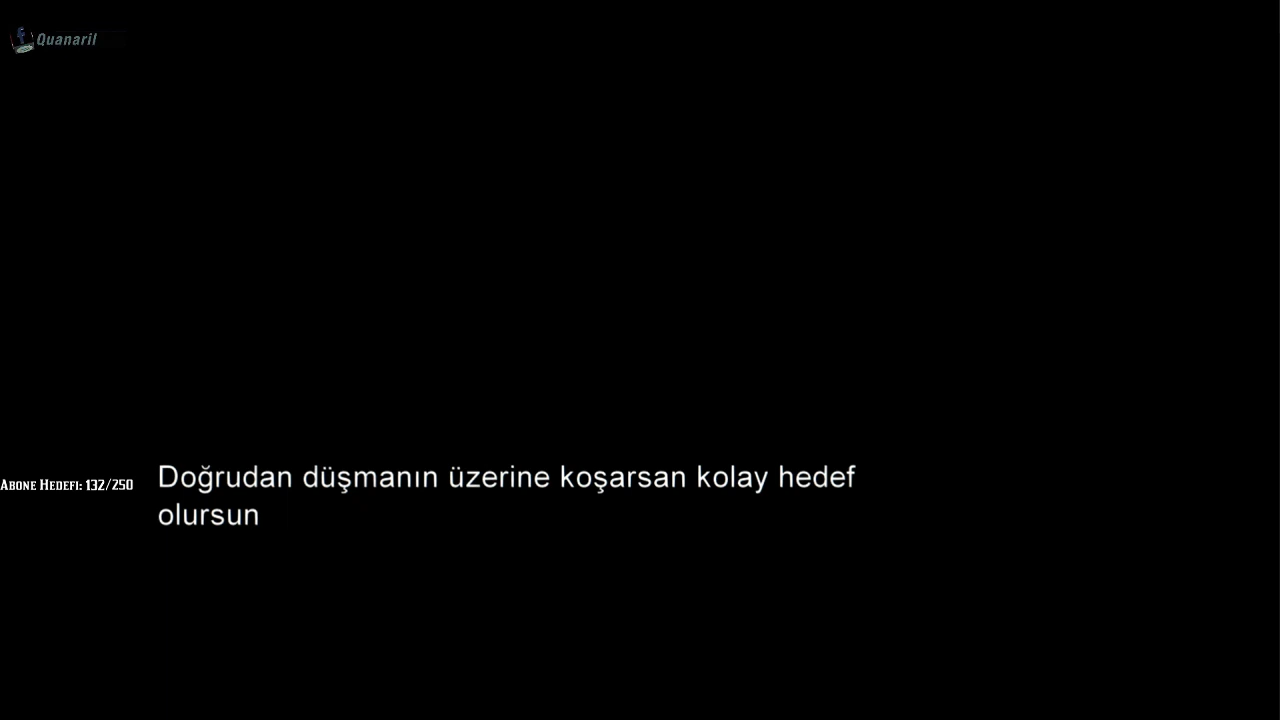 Quanaril
Abone Hedefi: 132/250
Doğrudan düşmanın üzerine koşarsan kolay hedef
olursun